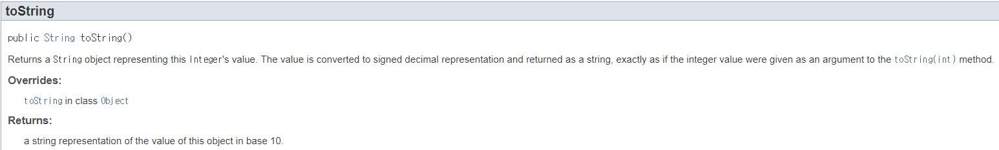 toString
public String toString()
Returns a String object representing this Integer's value. The value is converted to signed decimal representation and returned as a string, exactly as if the integer value were given as an argument to the toString(int) method.
Overrides:
toString in class Object
Returns:
a string representation of the value of this object in base 10.